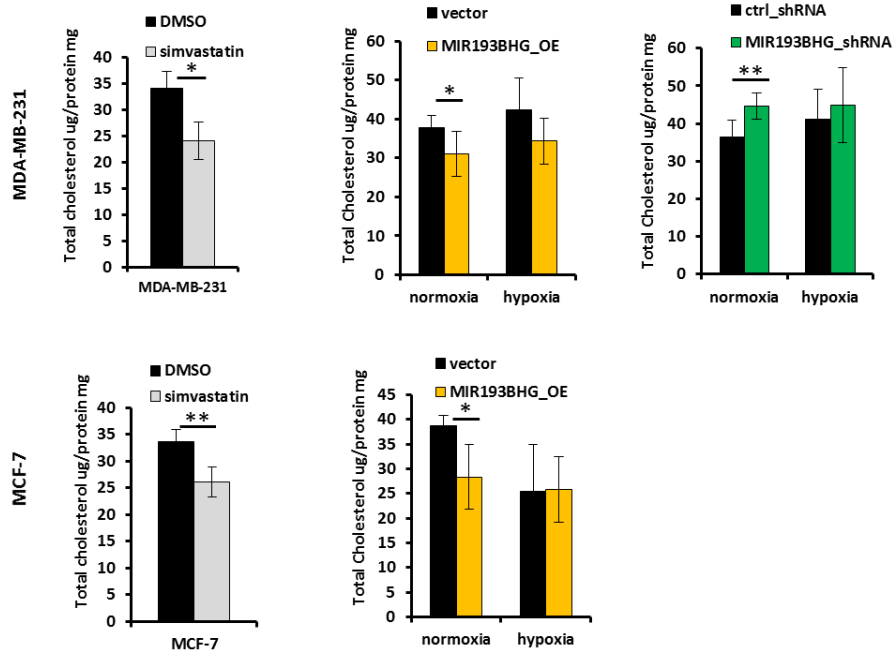 MDA-MB-231
DMSO
simvastatin
*
Total cholesterol ug/protein mg
40
35
30
25
20
15
10
5
0
MDA-MB-231
vector
MIR193BHG_OE
*
Total Cholesterol ug/protein mg
60
50
40
30
20
10
0
normoxia hypoxia
ctrl_shRNA
MIR193BHG_shRNA
**
Total Cholesterol ug/protein mg
60
50
40
30
20
10
0
normoxia hypoxia
MCF-7
DMSO
simvastatin
**
Total cholesterol ug/protein mg
40
35
30
25
20
15
10
5
0
MCF-7
vector
MIR193BHG_OE
*
Total Cholesterol ug/protein mg
45
40
35
30
25
20
15
10
5
0
normoxia hypoxia